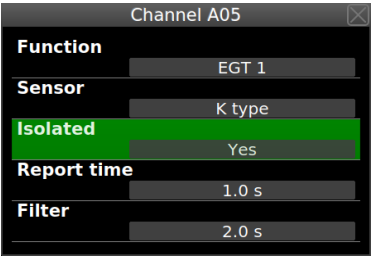 Channel A05
Function
EGT 1
Sensor
K type
Isolated
Yes
Report time
1.0 s
Filter
2.0 s